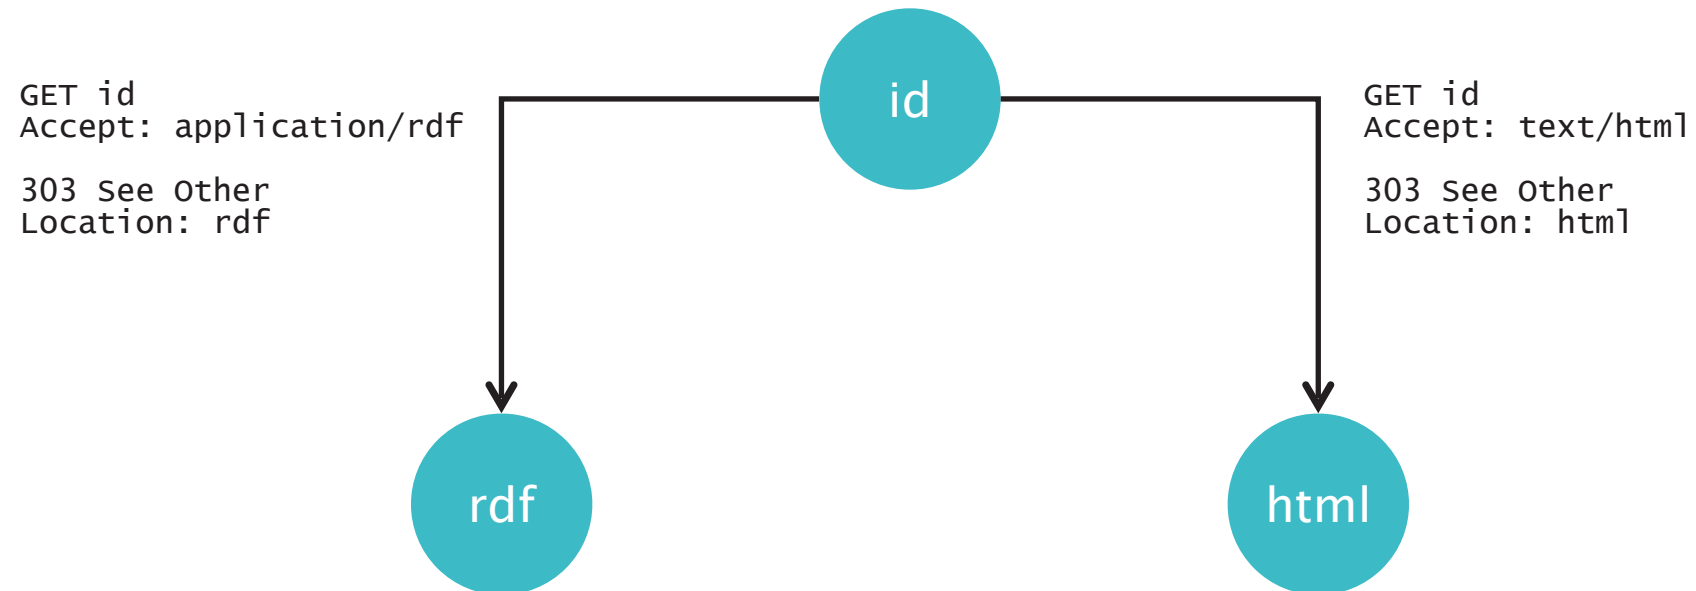 id
GET id
Accept: application/rdf
303 See Other
Location: rdf
GET id
Accept: text/html
303 See Other
Location: html
rdf
html